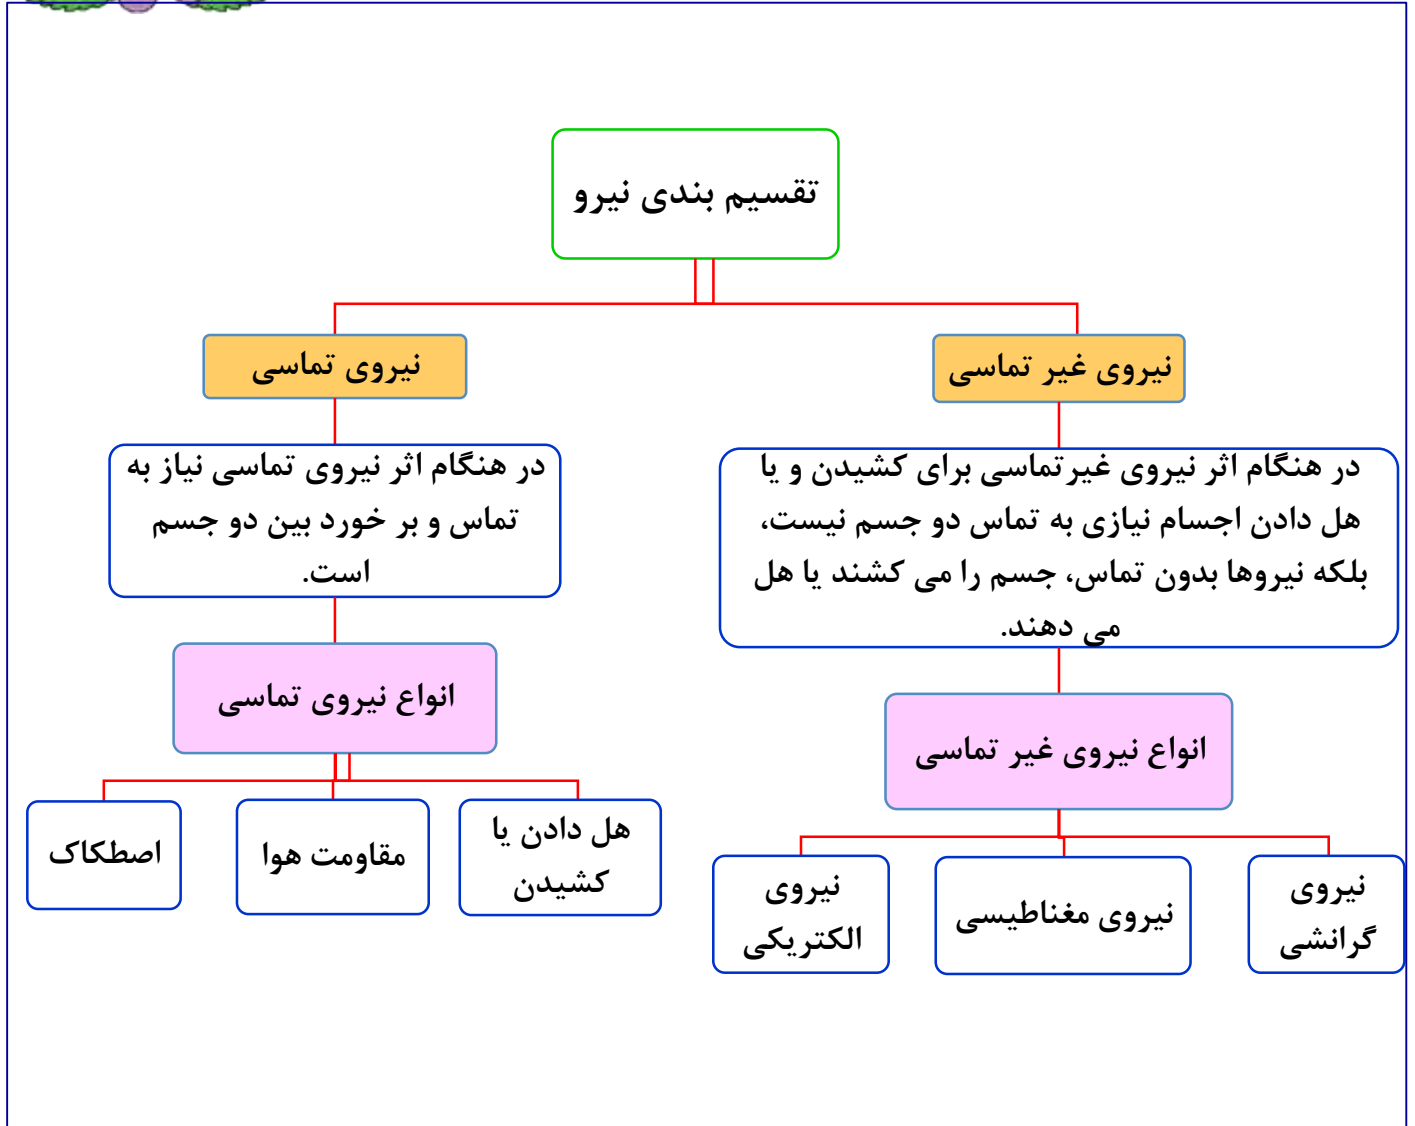 تقسیم بندی نیرو
نیروی غیر تماسی
نیروی تماسی
در هنگام اثر نیروی غیرتماسی برای کشیدن و یا
هل دادن اجسام نیازی به تماس دو جسم نیست،
بلکه نیروها بدون تماس، جسم را می کشند یا هل
می دهند.
در هنگام اثر نیروی تماسی نیاز به
تماس و بر خورد بین دو جسم
است.
انواع نیروی غیر تماسی
انواع نیروی تماسی
نیروی
گرانشی
نیروی مغناطیسی
نیروی
الکتریکی
هل دادن یا
کشیدن
مقاومت هوا
اصطکاک